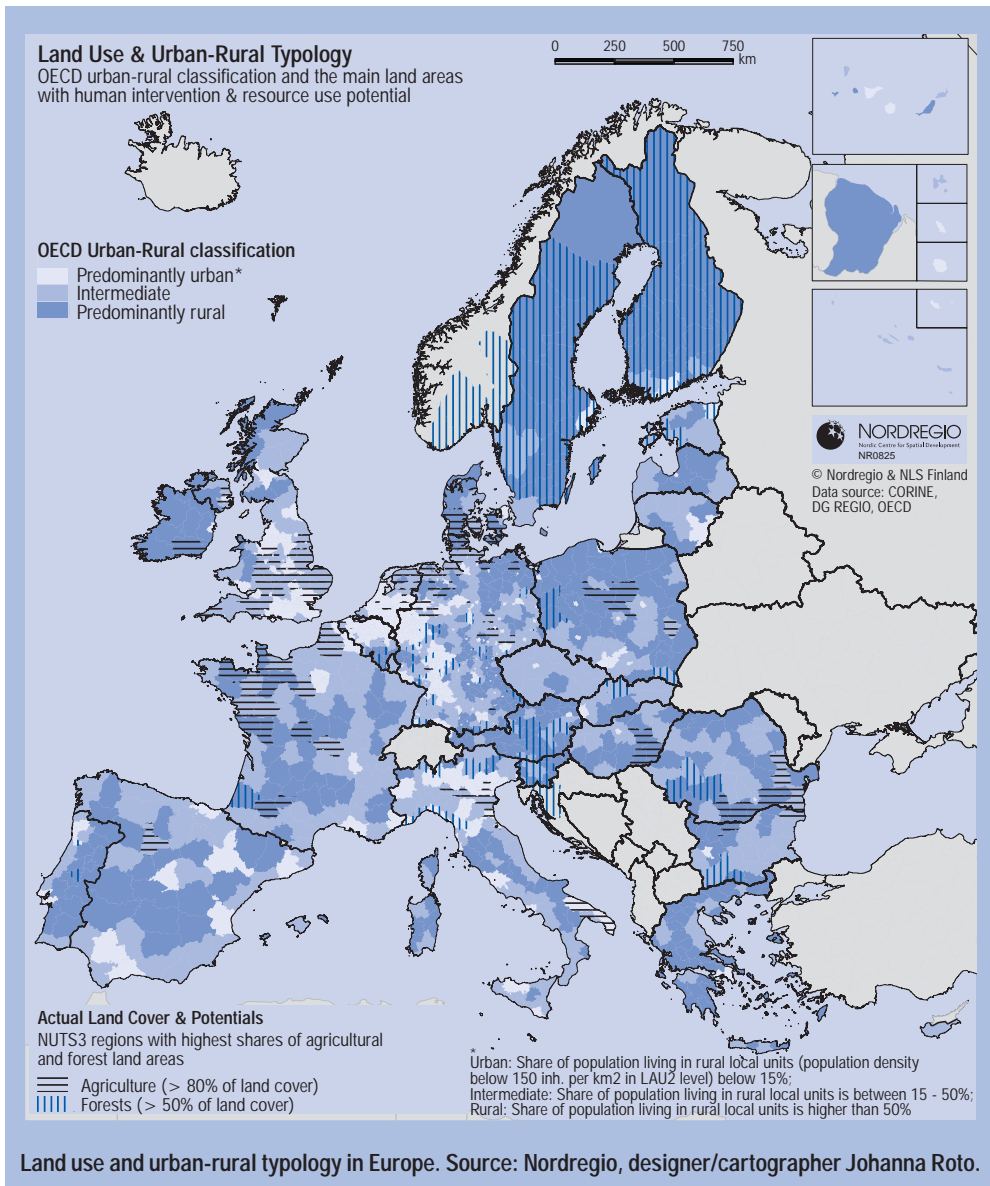 Land Use & Urban-Rural Typology
OECD urban-rural classification and the main land areas
with human intervention & resource use potential
0 250 500 750
km
OECD Urban-Rural classification
Predominantly urban*
Intermediate
Predominantly rural
NORDREGIO
Nordic Centre for Spatial Development
NR0825
© Nordregio & NLS Finland
Data source: CORINE,
DG REGIO, OECD
Actual Land Cover & Potentials
NUTS3 regions with highest shares of agricultural
and forest land areas
Agriculture (> 80% of land cover)
Forests (> 50% of land cover)
*
Urban: Share of population living in rural local units (population density
below 150 inh. per km2 in LAU2 level) below 15%;
Intermediate: Share of population living in rural local units is between 15 - 50%;
Rural: Share of population living in rural local units is higher than 50%
Land use and urban-rural typology in Europe. Source: Nordregio, designer/cartographer Johanna Roto.